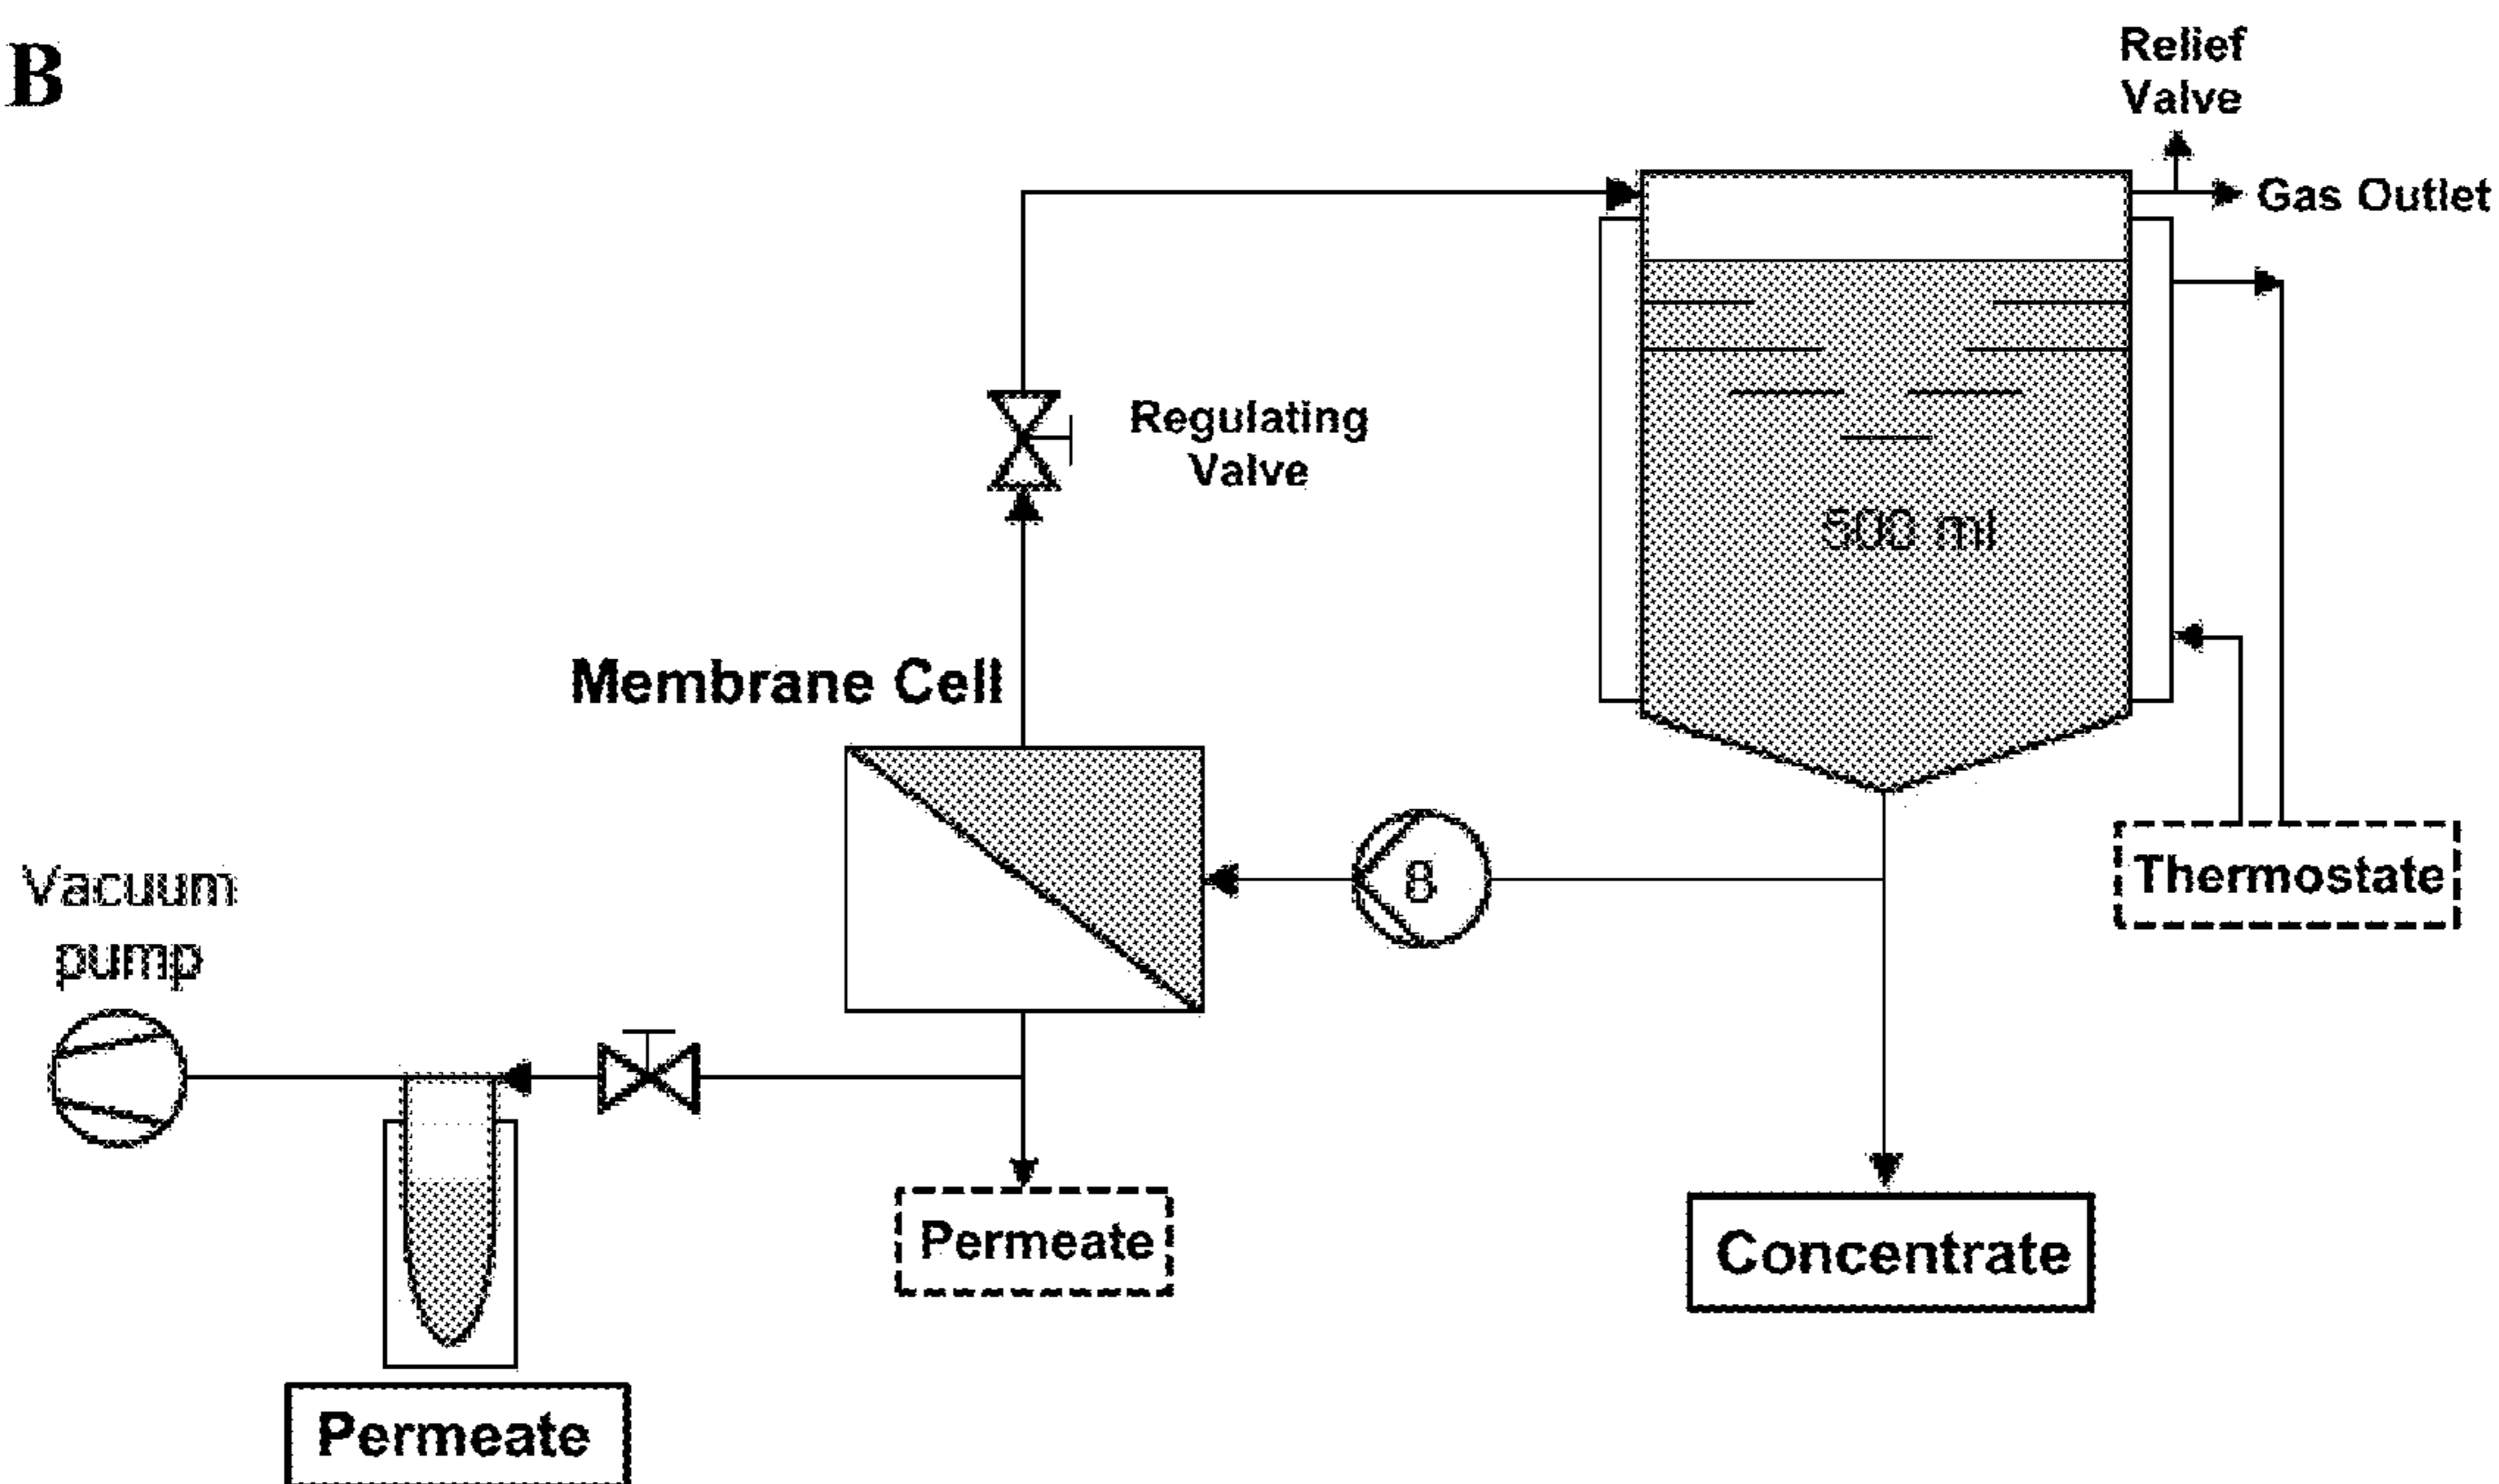 B
Relief
Valve
Gas Outlet
Regulating
Valve
500 ml
Membrane Cell
8
Thermostate
Vacuum
pump
Permeate
Concentrate
Permeate